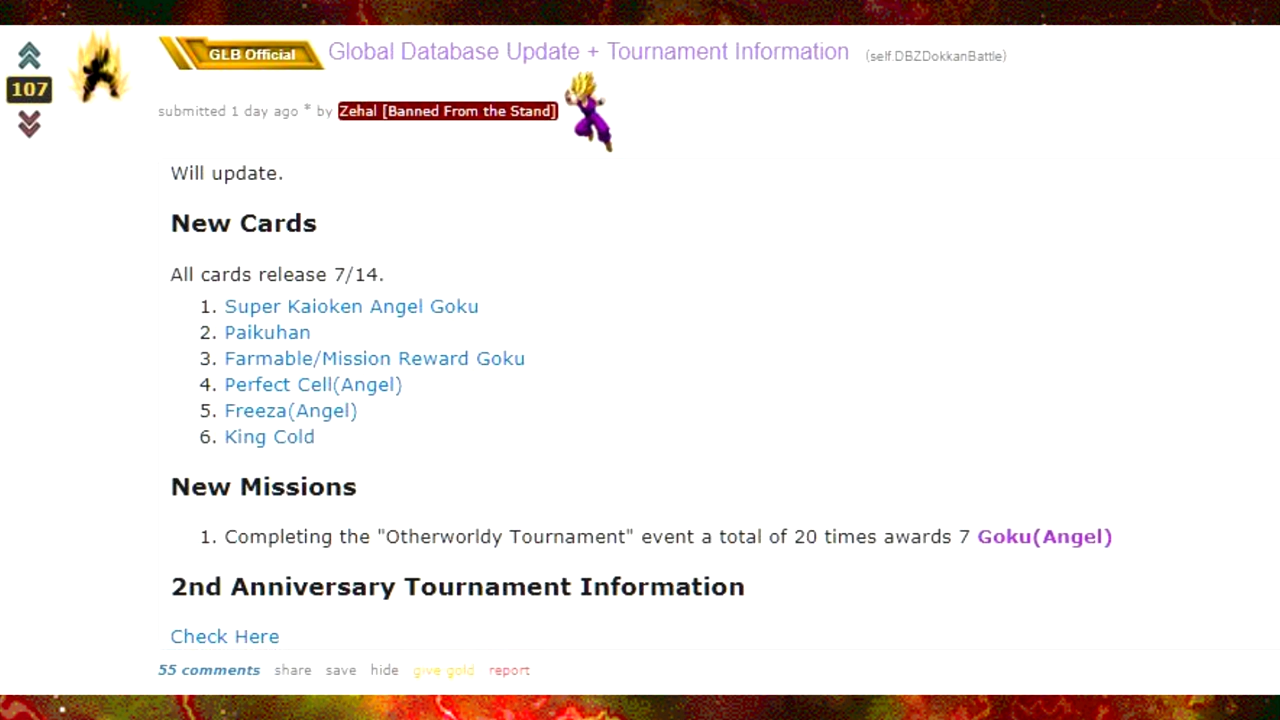 107
GLB Official Global Database Update + Tournament Information (self.DBZDokkanBattle)
submitted 1 day ago * by Zehal [Banned From the Stand]
Will update.
New Cards
All cards release 7/14.
1. Super Kaioken Angel Goku
2. Paikuhan
3. Farmable/Mission Reward Goku
4. Perfect Cell(Angel)
5. Freeza(Angel)
6. King Cold
New Missions
1. Completing the "Otherworldy Tournament" event a total of 20 times awards 7 Goku(Angel)
2nd Anniversary Tournament Information
Check Here
55 comments share save hide give gold report